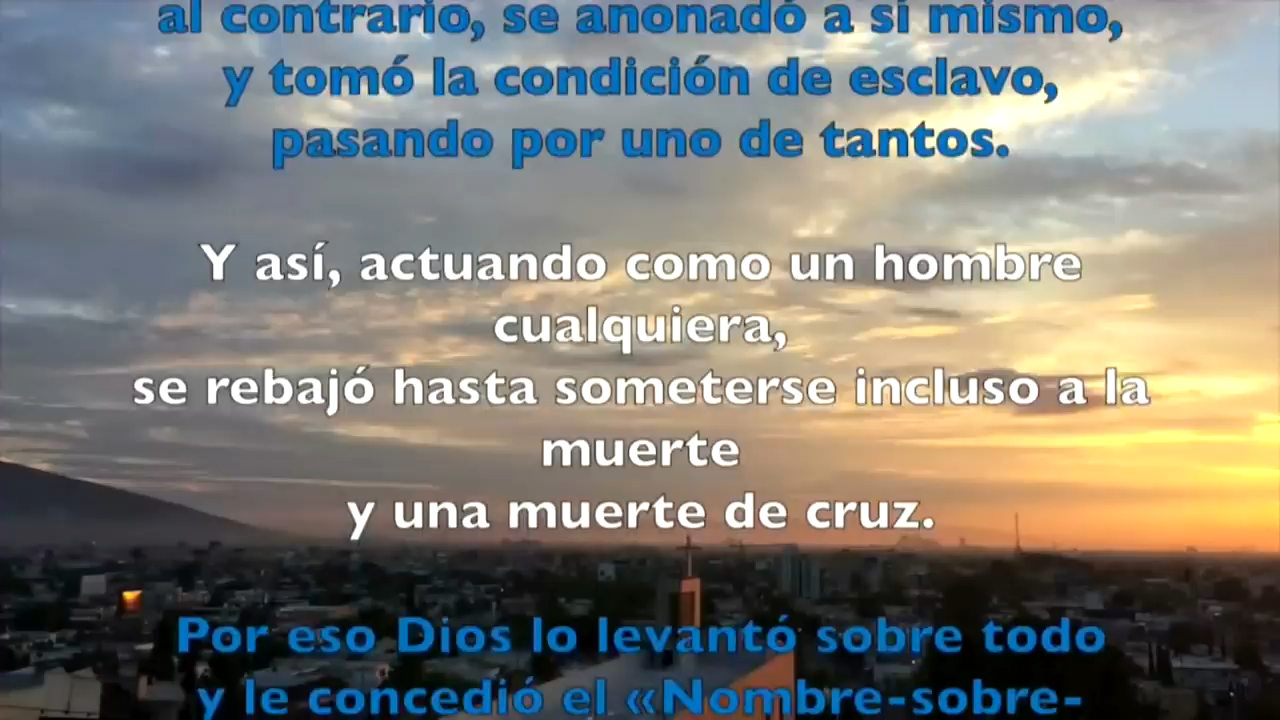 al contrario, se anonadó a sí mismo,
y tomó la condición de esclavo,
pasando por uno de tantos.
Y así, actuando como un hombre
cualquiera,
se rebajó hasta someterse incluso a la
muerte
y una muerte de cruz.
Por eso Dios lo levantó sobre todo
y le concedió el «Nombre-sobre-